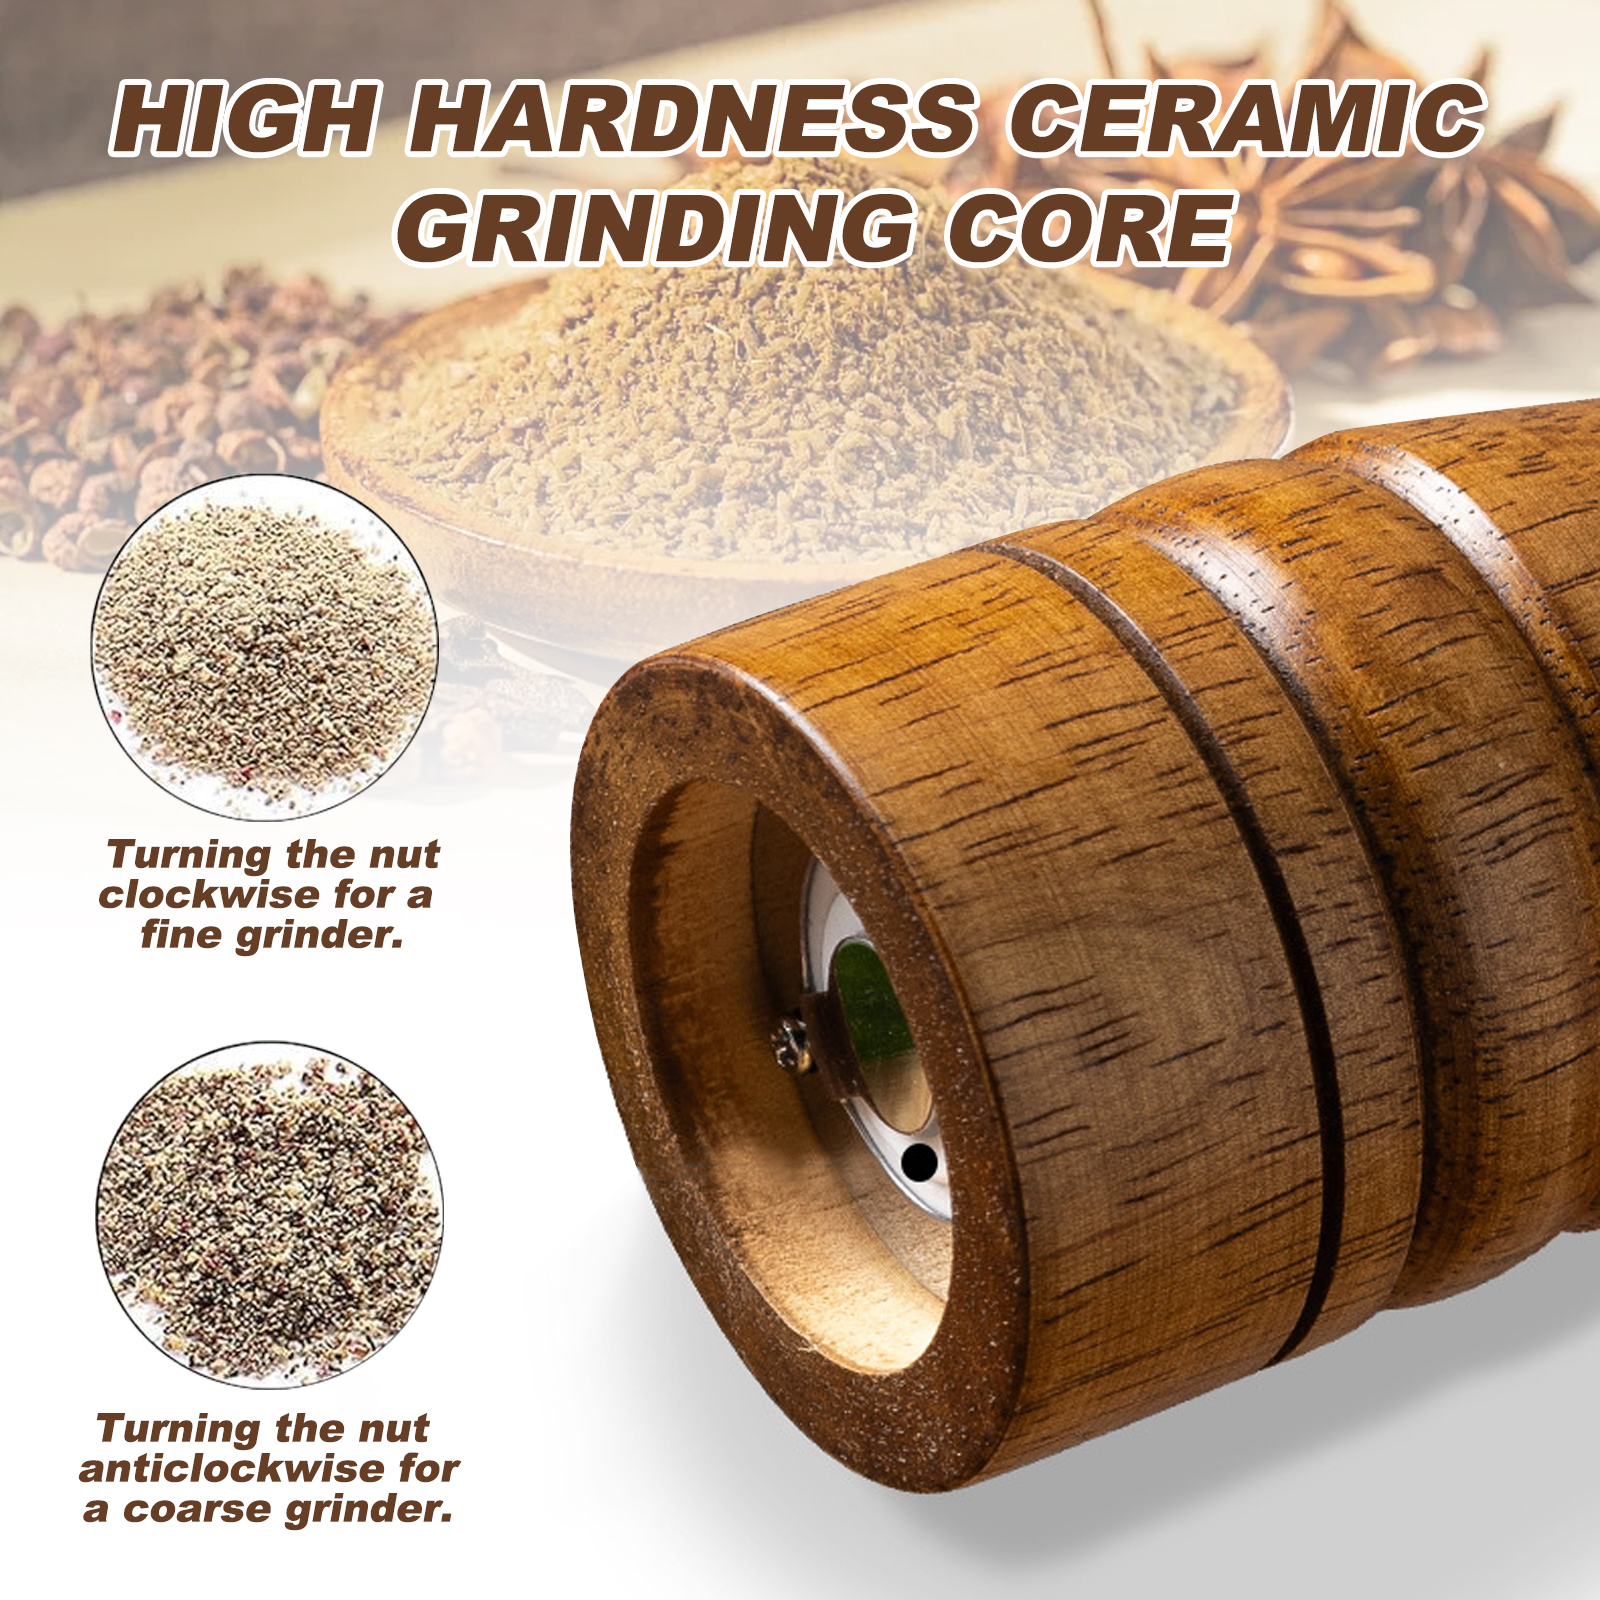 HIGH HARDNESS CERAMIC
GRINDING CORE
Turning the nut
clockwise for a
fine grinder.
Turning the nut
anticlockwise for
a coarse grinder.